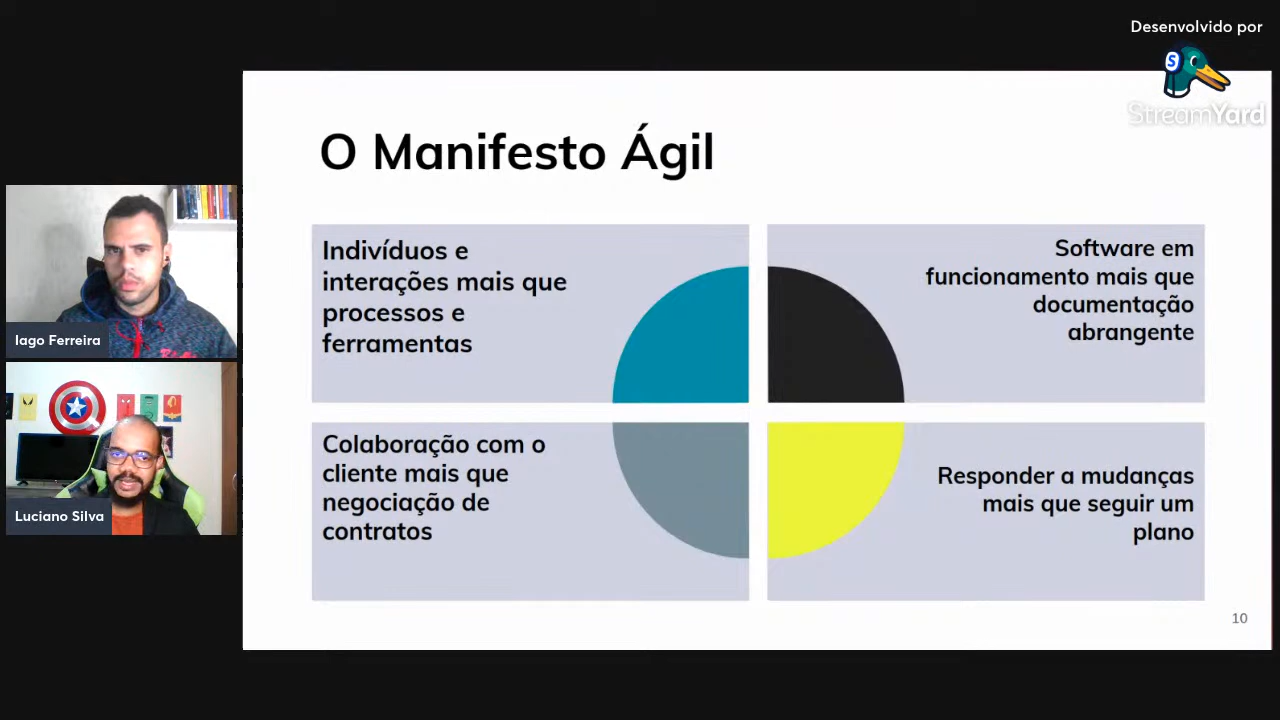 Desenvolvido por
S
StreamYard
O Manifesto Ágil
Indivíduos e
interações mais que
processos e
ferramentas
Software em
funcionamento mais que
documentação
abrangente
Colaboração com o
cliente mais que
negociação de
contratos
Responder a mudanças
mais que seguir um
plano
10
Iago Ferreira
Luciano Silva